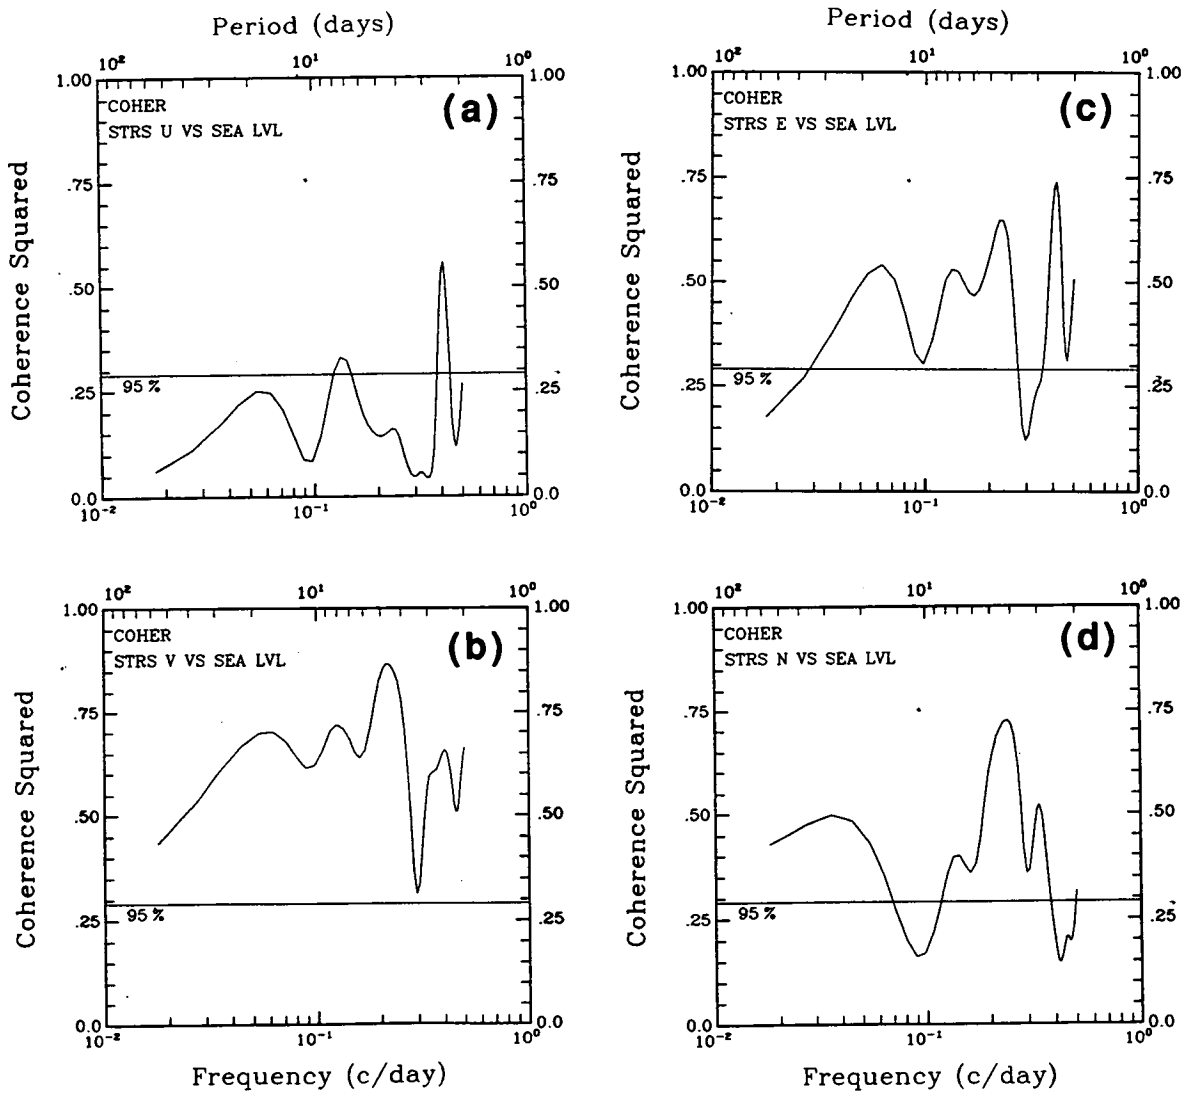 Period (days)
10² 10¹ 10⁰
1.00 1.00
COHER
STRS U VS SEA LVL
(a)
.75 .75
Coherence Squared
.50 .50
.25 .25
95 %
0.0 0.0
10⁻² 10⁻¹ 10⁰
10² 10¹ 10⁰
1.00 1.00
COHER
STRS V VS SEA LVL
(b)
.75 .75
Coherence Squared
.50 .50
.25 .25
95 %
0.0 0.0
10⁻² 10⁻¹ 10⁰
Frequency (c/day)
Period (days)
10² 10¹ 10⁰
1.00 1.00
COHER
STRS E VS SEA LVL
(c)
.75 .75
Coherence Squared
.50 .50
.25 .25
95 %
0.0 0.0
10⁻² 10⁻¹ 10⁰
10² 10¹ 10⁰
1.00 1.00
COHER
STRS N VS SEA LVL
(d)
.75 .75
Coherence Squared
.50 .50
.25 .25
95 %
0.0 0.0
10⁻² 10⁻¹ 10⁰
Frequency (c/day)